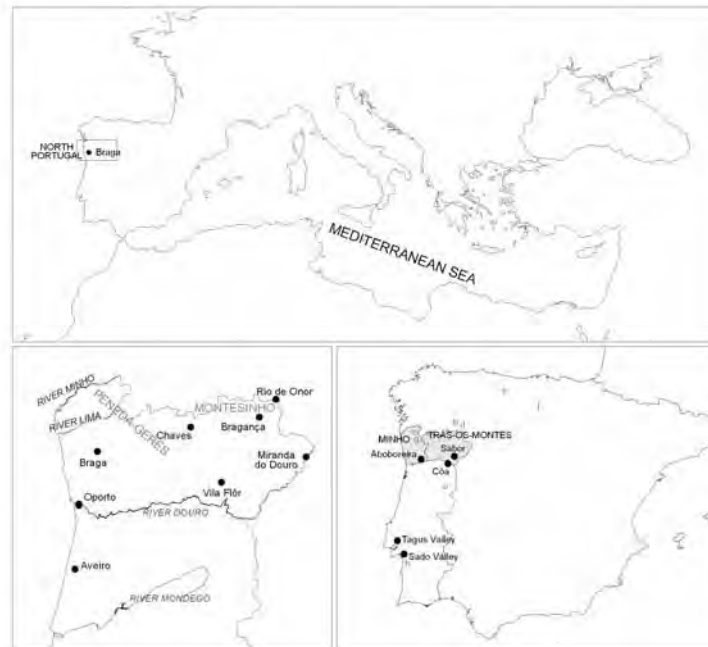 NORTH
PORTUGAL
Braga
MEDITERRANEAN SEA
RIVER MINHO
RIVER LIMA
PENEDA-GERÊS
MONTESINHO
Rio de Onor
Bragança
Chaves
Braga
Miranda
do Douro
Vila Flôr
Oporto
RIVER DOURO
Aveiro
RIVER MONDEGO
MINHO
TRÁS-OS-MONTES
Aboboreira
Sabor
Côa
Tagus Valley
Sado Valley